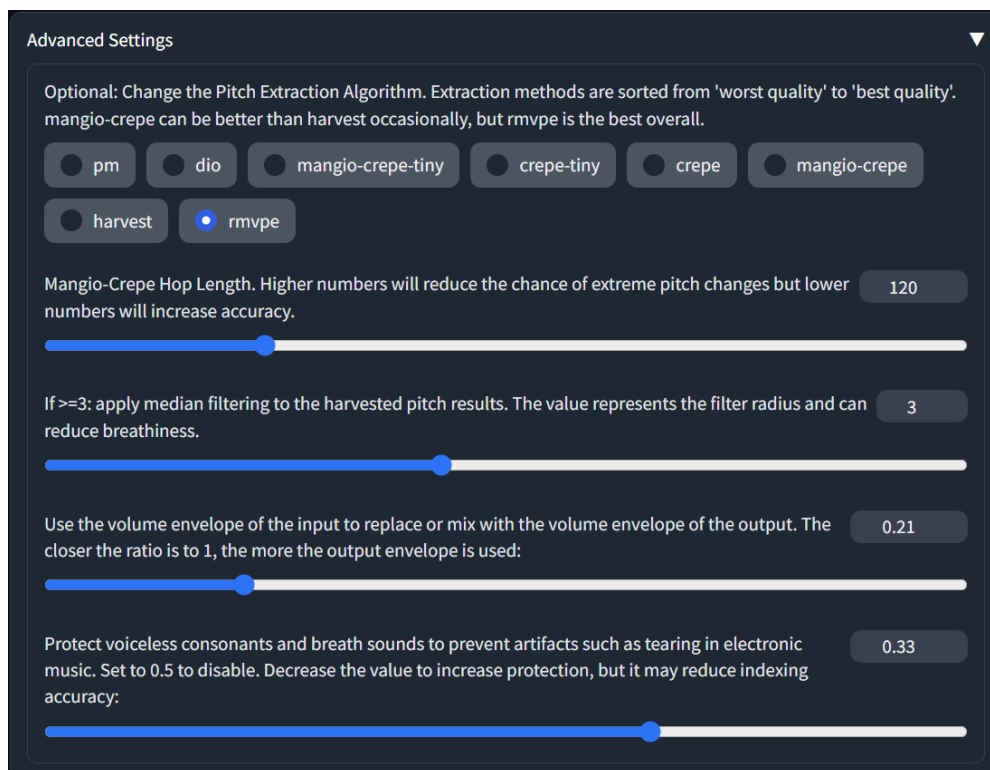 Advanced Settings ▼
Optional: Change the Pitch Extraction Algorithm. Extraction methods are sorted from 'worst quality' to 'best quality'.
mangio-crepe can be better than harvest occasionally, but rmvpe is the best overall.
pm dio mangio-crepe-tiny crepe-tiny crepe mangio-crepe
harvest rmvpe
Mangio-Crepe Hop Length. Higher numbers will reduce the chance of extreme pitch changes but lower
numbers will increase accuracy.
120
If >=3: apply median filtering to the harvested pitch results. The value represents the filter radius and can
reduce breathiness.
3
Use the volume envelope of the input to replace or mix with the volume envelope of the output. The
closer the ratio is to 1, the more the output envelope is used:
0.21
Protect voiceless consonants and breath sounds to prevent artifacts such as tearing in electronic
music. Set to 0.5 to disable. Decrease the value to increase protection, but it may reduce indexing
accuracy:
0.33